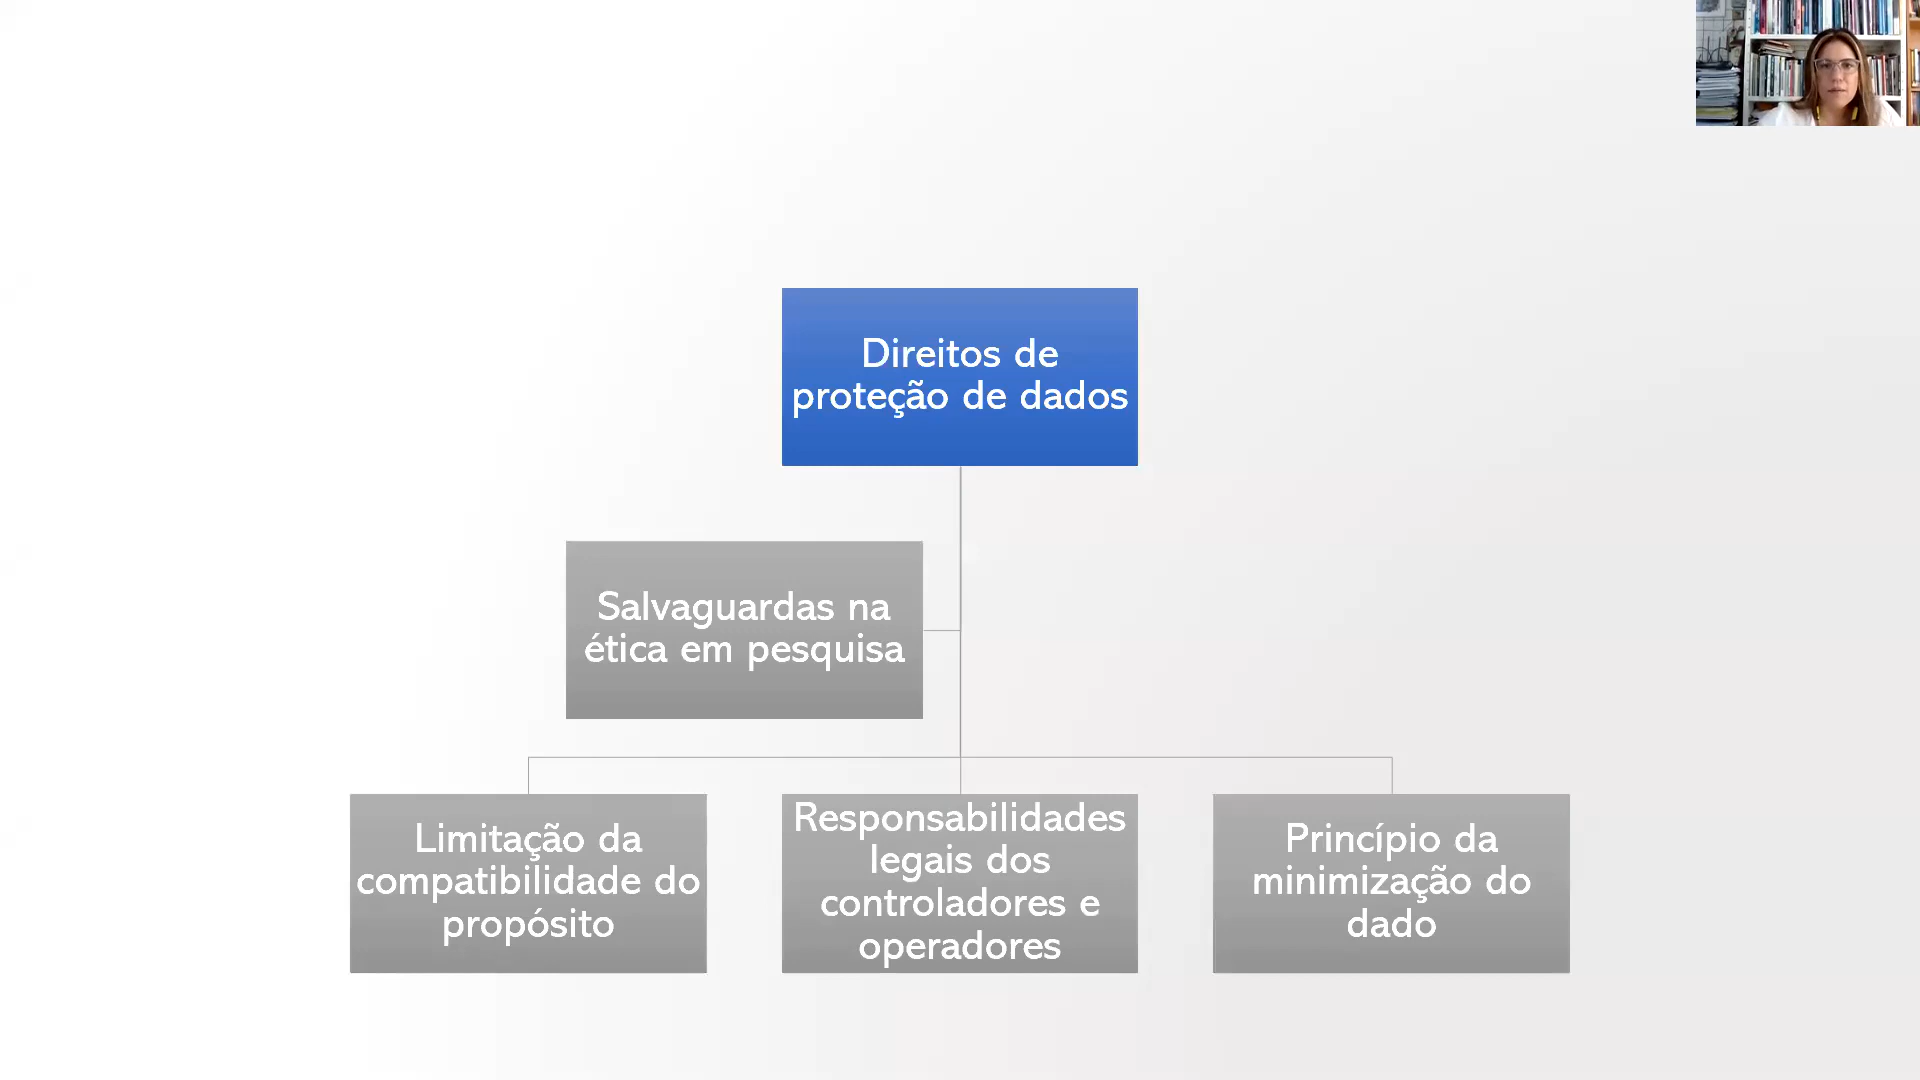 Direitos de
proteção de dados
Salvaguardas na
ética em pesquisa
Limitação da
compatibilidade do
propósito
Responsabilidades
legais dos
controladores e
operadores
Princípio da
minimização do
dado